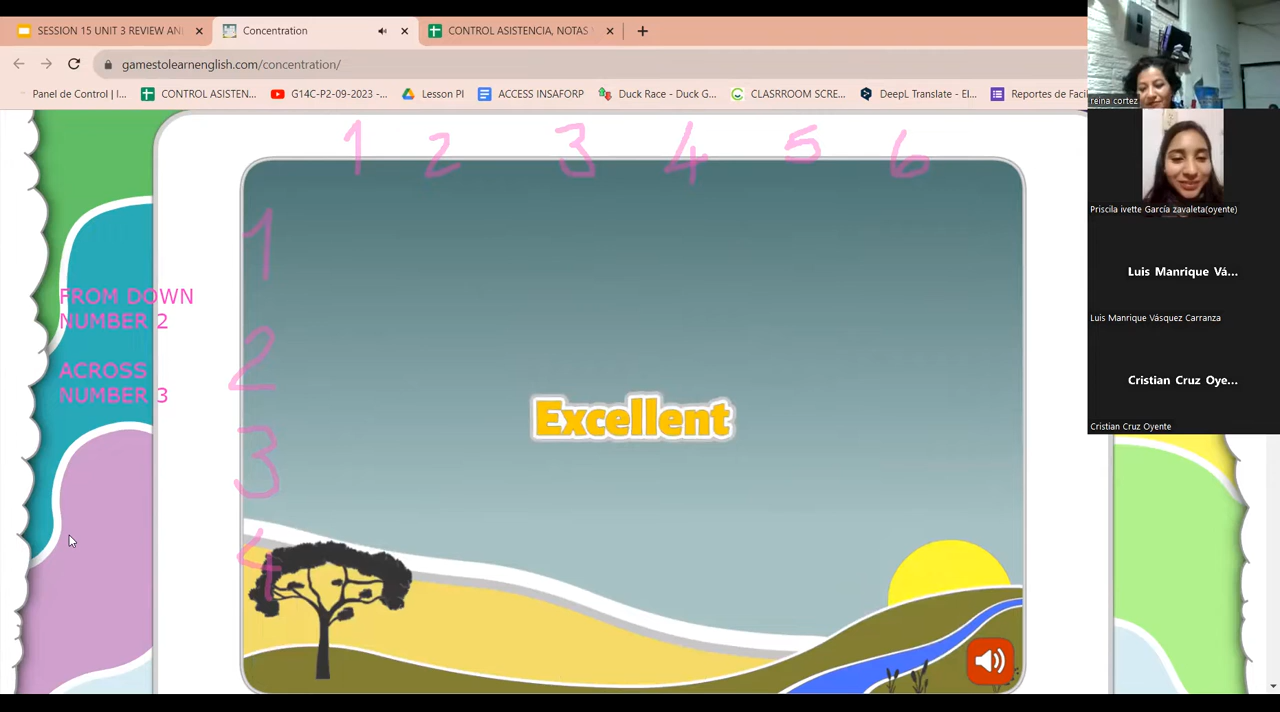 SESSION 15 UNIT 3 REVIEW AN
Concentration
CONTROL ASISTENCIA, NOTAS Y
gamestolearnenglish.com/concentration/
Panel de Control | I...
CONTROL ASISTEN...
G14C-P2-09-2023 -...
Lesson Pl
ACCESS INSAFORP
Duck Race - Duck G...
CLASRROOM SCRE...
DeepL Translate - El...
Reportes de Faci
1 2 3 4 5 6
1
2
3
4
FROM DOWN
NUMBER 2
ACROSS
NUMBER 3
Excellent
reina cortez
Priscila ivette García zavaleta(oyente)
Luis Manrique Vá...
Luis Manrique Vásquez Carranza
Cristian Cruz Oye...
Cristian Cruz Oyente